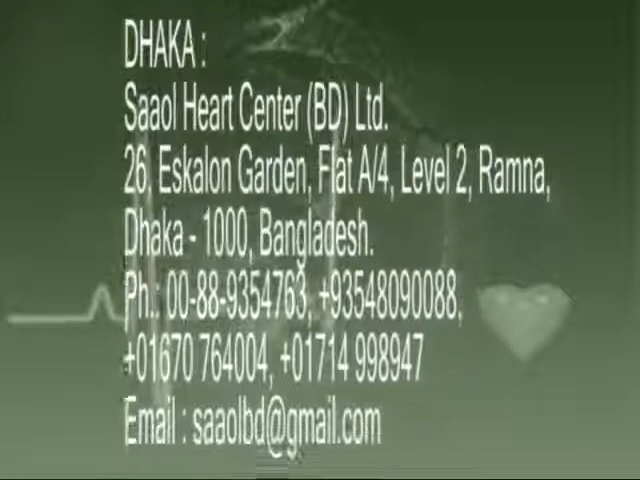 DHAKA :
Saaol Heart Center (BD) Ltd.
26, Eskalon Garden, Flat A/4, Level 2, Ramna,
Dhaka - 1000, Bangladesh.
Ph.: 00-88-9354763, +93548090088,
+01670 764004, +01714 998947
Email : saaolbd@gmail.com